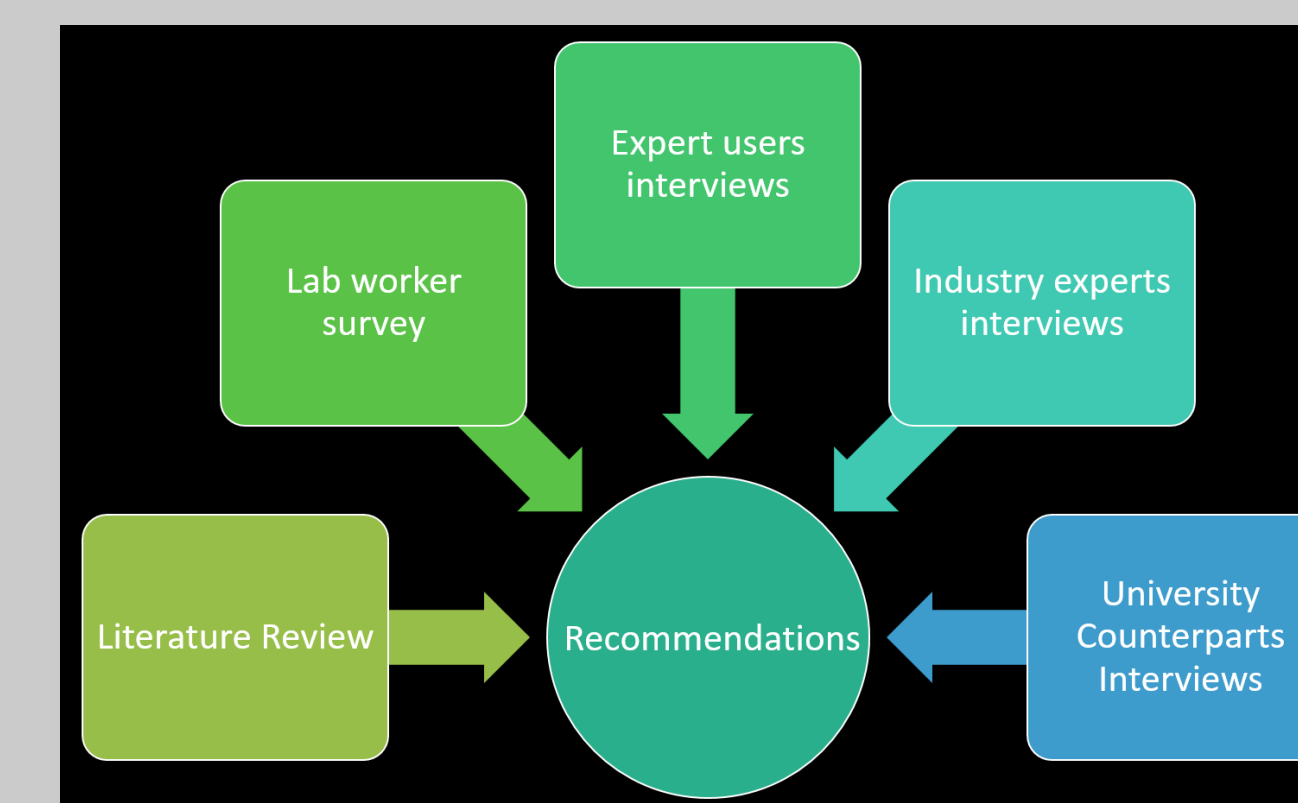 Expert users
interviews
Lab worker
survey
Industry experts
interviews
Literature Review
Recommendations
University
Counterparts
Interviews